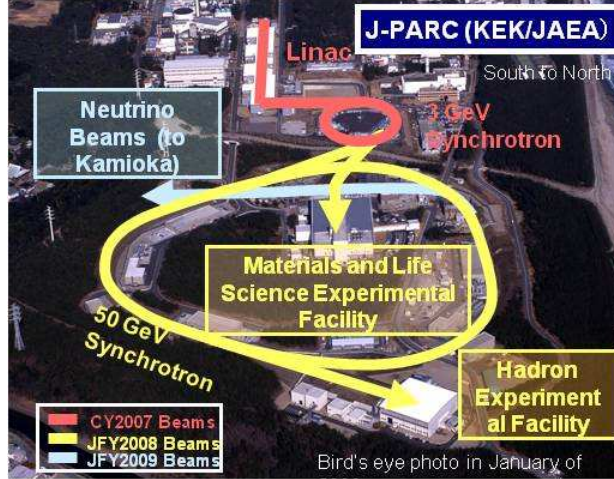 J-PARC (KEK/JAEA)
South to North
Linac
3 GeV
Synchrotron
Neutrino
Beams (to
Kamioka)
Materials and Life
Science Experimental
Facility
50 GeV
Synchrotron
Hadron
Experiment
al Facility
CY2007 Beams
JFY2008 Beams
JFY2009 Beams
Bird's eye photo in January of